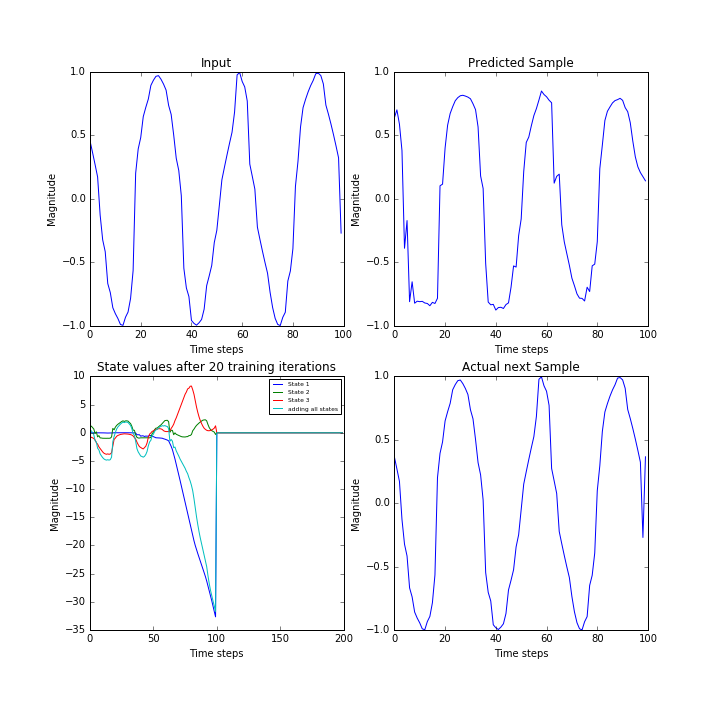 Input
1.0
0.5
0.0
−0.5
−1.0
0 20 40 60 80 100
Magnitude
Time steps
Predicted Sample
1.0
0.5
0.0
−0.5
−1.0
0 20 40 60 80 100
Magnitude
Time steps
State values after 20 training iterations
10
5
0
−5
−10
−15
−20
−25
−30
−35
0 50 100 150 200
Magnitude
Time steps
State 1
State 2
State 3
adding all states
Actual next Sample
1.0
0.5
0.0
−0.5
−1.0
0 20 40 60 80 100
Magnitude
Time steps